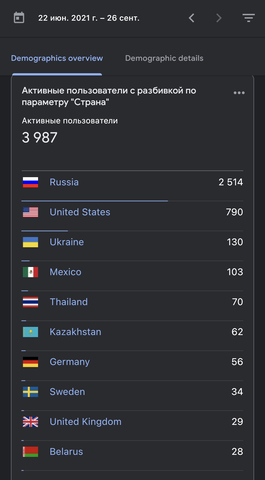 22 июн. 2021 г. ~ 26 сент.
Demographics overview
Demographic details
Активные пользователи с разбивкой по
параметру "Страна"
Активные пользователи
3 987
Russia 2 514
United States 790
Ukraine 130
Mexico 103
Thailand 70
Kazakhstan 62
Germany 56
Sweden 34
United Kingdom 29
Belarus 28